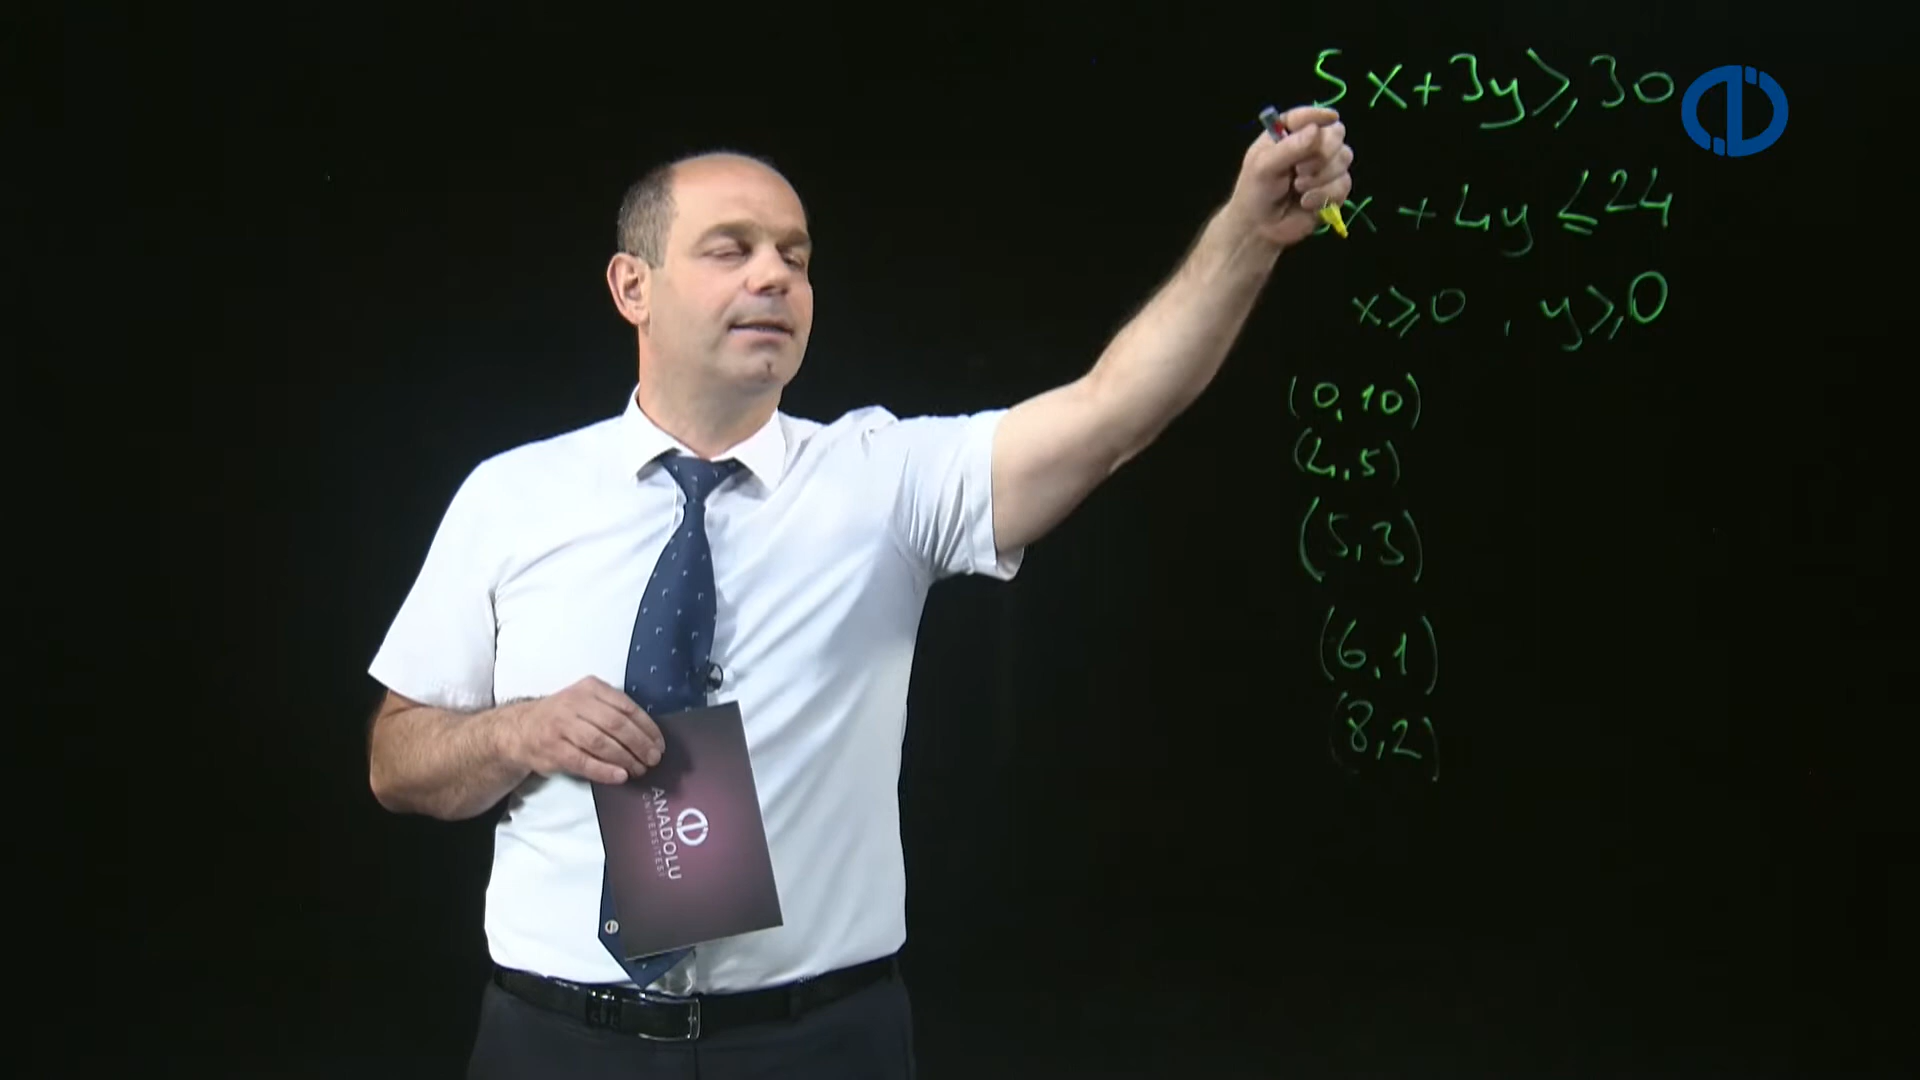 5x+3y≥30
x+4y≤24
x≥0, y≥0
(0,10)
(4,5)
(5,3)
(6,1)
(8,2)
ANADOLU
ÜNİVERSİTESİ